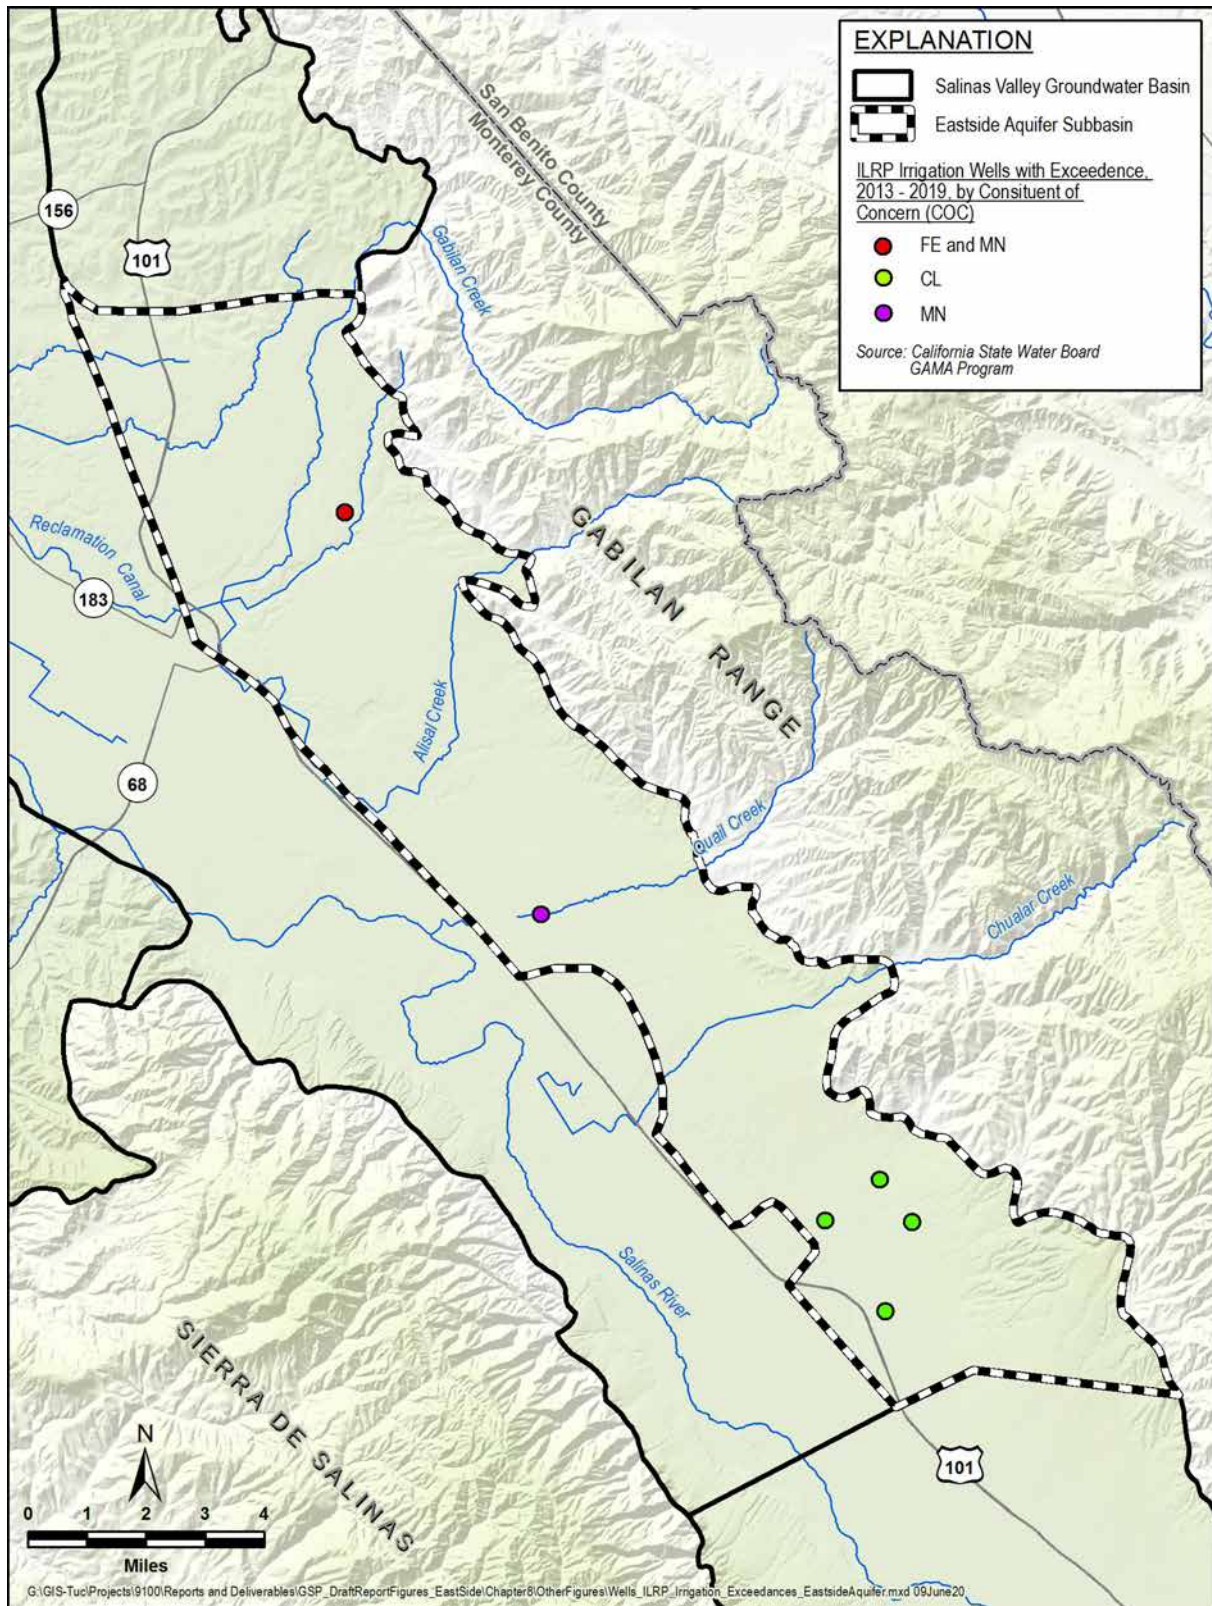 EXPLANATION
Salinas Valley Groundwater Basin
Eastside Aquifer Subbasin
ILRP Irrigation Wells with Exceedence,
2013 - 2019, by Consituent of
Concern (COC)
FE and MN
CL
MN
Source: California State Water Board
GAMA Program
San Benito County
Monterey County
156
101
Gabilan Creek
Reclamation Canal
183
GABILAN RANGE
Alisal Creek
68
Quail Creek
Chualar Creek
Salinas River
SIERRA DE SALINAS
101
N
0 1 2 3 4
Miles
G:\GIS-Tuc\Projects\9100\Reports and Deliverables\GSP_DraftReportFigures_EastSide\Chapter8\OtherFigures\Wells_ILRP_Irrigation_Exceedances_EastsideAquifer.mxd 09June20